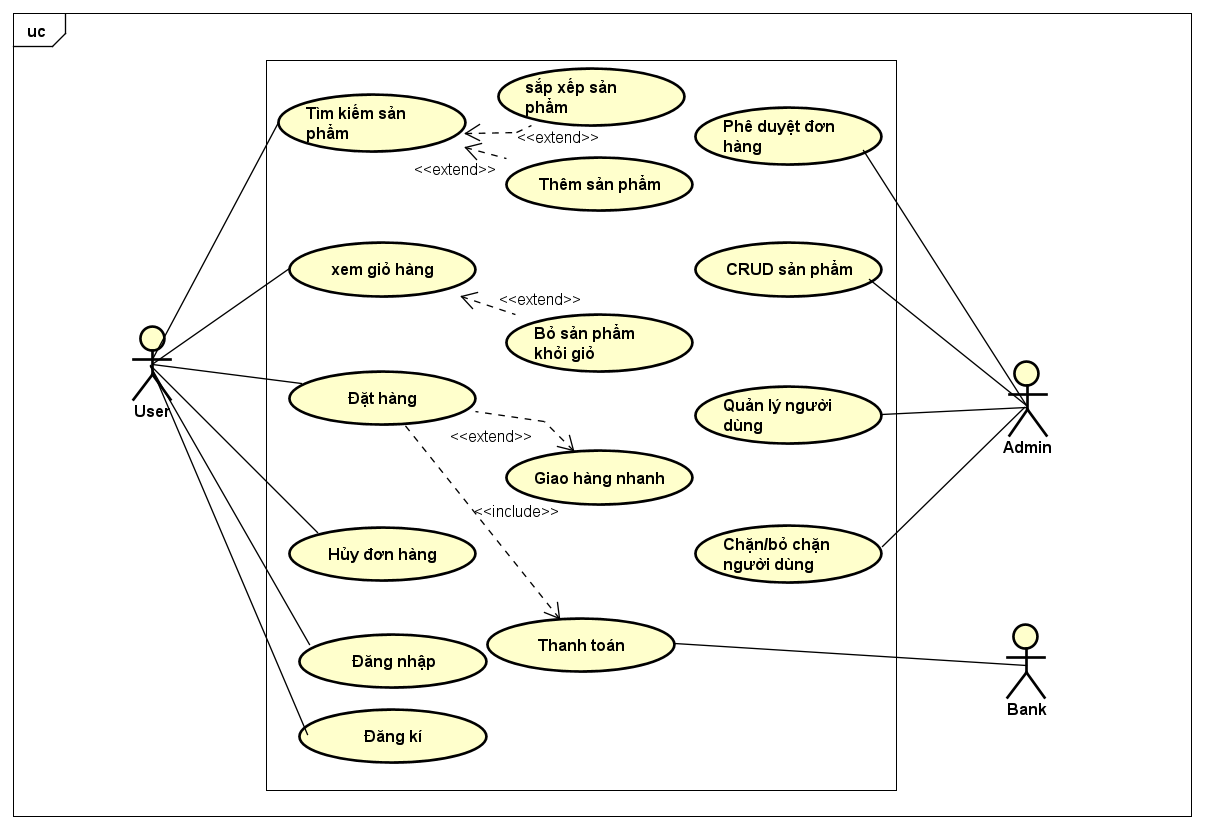 uc
Tìm kiếm sản
phẩm
sắp xếp sản
phẩm
<<extend>>
<<extend>>
Thêm sản phẩm
Phê duyệt đơn
hàng
xem giỏ hàng
<<extend>>
Bỏ sản phẩm
khỏi giỏ
CRUD sản phẩm
User
Đặt hàng
<<extend>>
Giao hàng nhanh
Quản lý người
dùng
Admin
<<include>>
Hủy đơn hàng
Chặn/bỏ chặn
người dùng
Thanh toán
Đăng nhập
Bank
Đăng kí